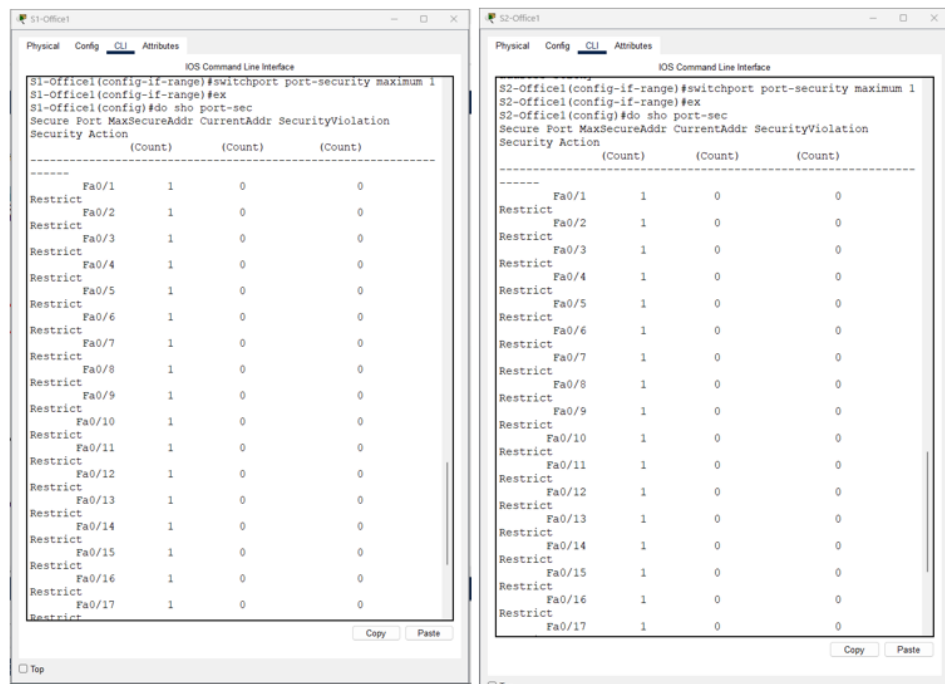 S1-Office1
Physical Config CLI Attributes
IOS Command Line Interface
S1-Office1(config-if-range)#switchport port-security maximum 1
S1-Office1(config-if-range)#ex
S1-Office1(config)#do sho port-sec
Secure Port MaxSecureAddr CurrentAddr SecurityViolation
Security Action
(Count) (Count) (Count)
--------------------------------------------------------------------
------
Fa0/1 1 0 0
Restrict
Fa0/2 1 0 0
Restrict
Fa0/3 1 0 0
Restrict
Fa0/4 1 0 0
Restrict
Fa0/5 1 0 0
Restrict
Fa0/6 1 0 0
Restrict
Fa0/7 1 0 0
Restrict
Fa0/8 1 0 0
Restrict
Fa0/9 1 0 0
Restrict
Fa0/10 1 0 0
Restrict
Fa0/11 1 0 0
Restrict
Fa0/12 1 0 0
Restrict
Fa0/13 1 0 0
Restrict
Fa0/14 1 0 0
Restrict
Fa0/15 1 0 0
Restrict
Fa0/16 1 0 0
Restrict
Fa0/17 1 0 0
Restrict
Copy Paste
Top
S2-Office1
Physical Config CLI Attributes
IOS Command Line Interface
S2-Office1(config-if-range)#switchport port-security maximum 1
S2-Office1(config-if-range)#ex
S2-Office1(config)#do sho port-sec
Secure Port MaxSecureAddr CurrentAddr SecurityViolation
Security Action
(Count) (Count) (Count)
--------------------------------------------------------------------
------
Fa0/1 1 0 0
Restrict
Fa0/2 1 0 0
Restrict
Fa0/3 1 0 0
Restrict
Fa0/4 1 0 0
Restrict
Fa0/5 1 0 0
Restrict
Fa0/6 1 0 0
Restrict
Fa0/7 1 0 0
Restrict
Fa0/8 1 0 0
Restrict
Fa0/9 1 0 0
Restrict
Fa0/10 1 0 0
Restrict
Fa0/11 1 0 0
Restrict
Fa0/12 1 0 0
Restrict
Fa0/13 1 0 0
Restrict
Fa0/14 1 0 0
Restrict
Fa0/15 1 0 0
Restrict
Fa0/16 1 0 0
Restrict
Fa0/17 1 0 0
Copy Paste